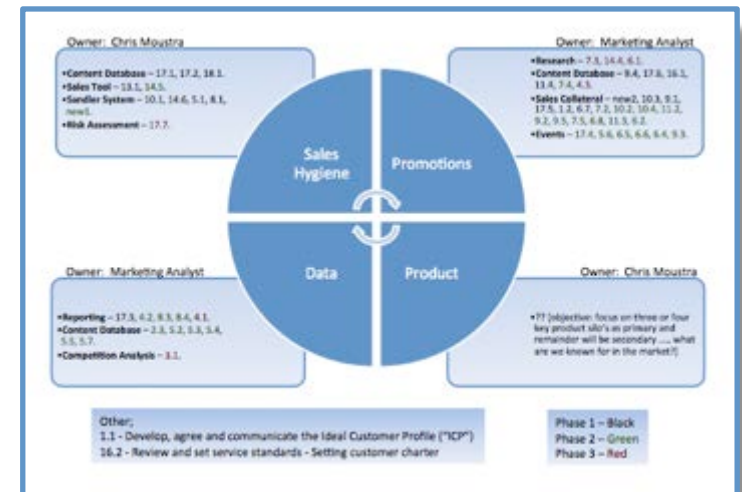 Owner: Chris Moustra
•Content Database – 17.1, 17.2, 18.1.
•Sales Tool – 13.1, 14.5.
•Sandler System – 10.1, 14.6, 5.1, 8.1,
new1.
•Risk Assessment – 17.7.
Owner: Marketing Analyst
•Research – 7.3, 14.4, 6.1.
•Content Database – 9.4, 17.6, 16.1,
13.4, 7.4, 4.3.
•Sales Collateral – new2, 10.3, 9.1,
17.5, 1.2, 6.7, 7.2, 10.2, 10.4, 11.2,
9.2, 9.5, 7.5, 6.8, 11.3, 6.2.
•Events – 17.4, 5.6, 6.5, 6.6, 6.4, 9.3.
Sales
Hygiene
Promotions
Data
Product
Owner: Marketing Analyst
•Reporting – 17.3, 4.2, 8.3, 8.4, 4.1.
•Content Database – 2.3, 5.2, 5.3, 5.4,
5.5, 5.7.
•Competition Analysis – 3.1.
Owner: Chris Moustra
•?? (objective: focus on three or four
key product silo's as primary and
remainder will be secondary .... what
are we known for in the market?)
Other;
1.1 - Develop, agree and communicate the Ideal Customer Profile ("ICP")
16.2 - Review and set service standards - Setting customer charter
Phase 1 – Black
Phase 2 – Green
Phase 3 – Red